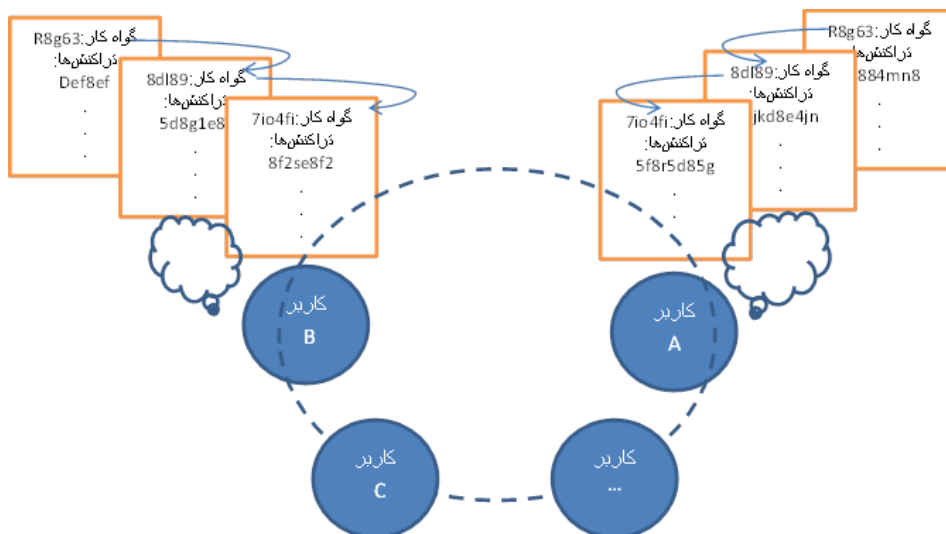 گواه کار:R8g63
تراکنش‌ها:
Def8ef
.
.
.
گواه کار:8dl89
تراکنش‌ها:
5d8g1e8
.
.
گواه کار:7io4fi
تراکنش‌ها:
8f2se8f2
.
.
.
گواه کار:R8g63
تراکنش‌ها:
884mn8
.
.
گواه کار:8dl89
تراکنش‌ها:
jkd8e4jn
.
.
.
گواه کار:7io4fi
تراکنش‌ها:
5f8r5d85g
.
.
کاربر
B
کاربر
A
کاربر
C
کاربر
...